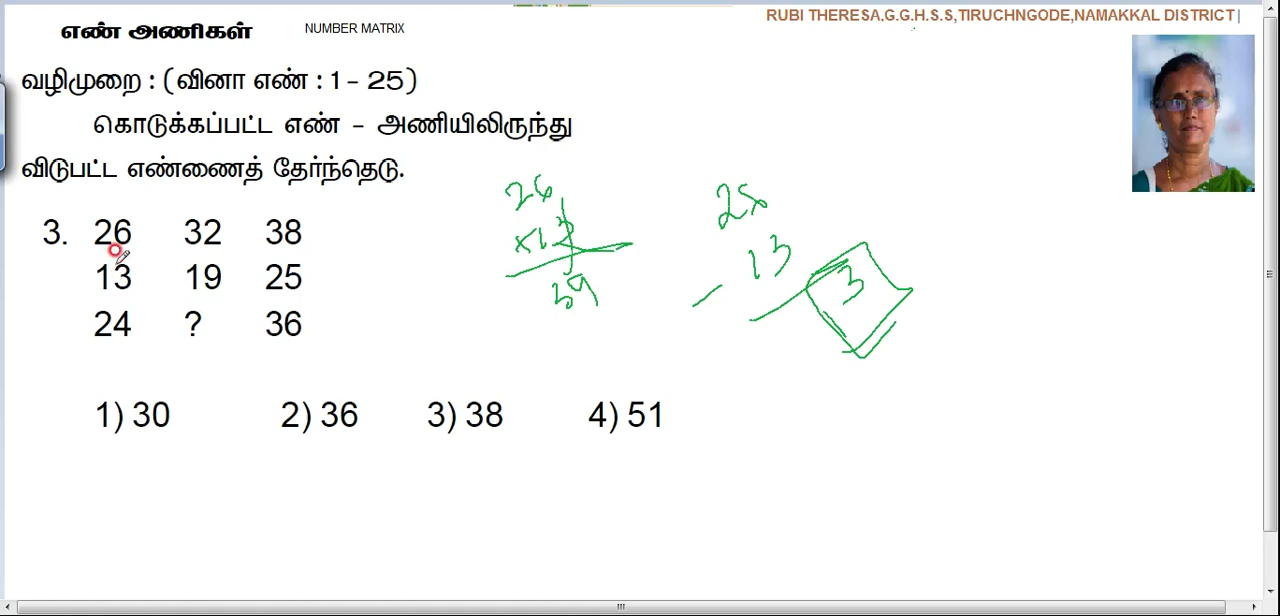 RUBI THERESA,G.G.H.S.S,TIRUCHNGODE,NAMAKKAL DISTRICT
எண் அணிகள் NUMBER MATRIX
வழிமுறை : (வினா எண் : 1 - 25)
கொடுக்கப்பட்ட எண் - அணியிலிருந்து
விடுபட்ட எண்ணைத் தேர்ந்தெடு.
3. 26 32 38
13 19 25
24 ? 36
1) 30 2) 36 3) 38 4) 51
26
39
13
3